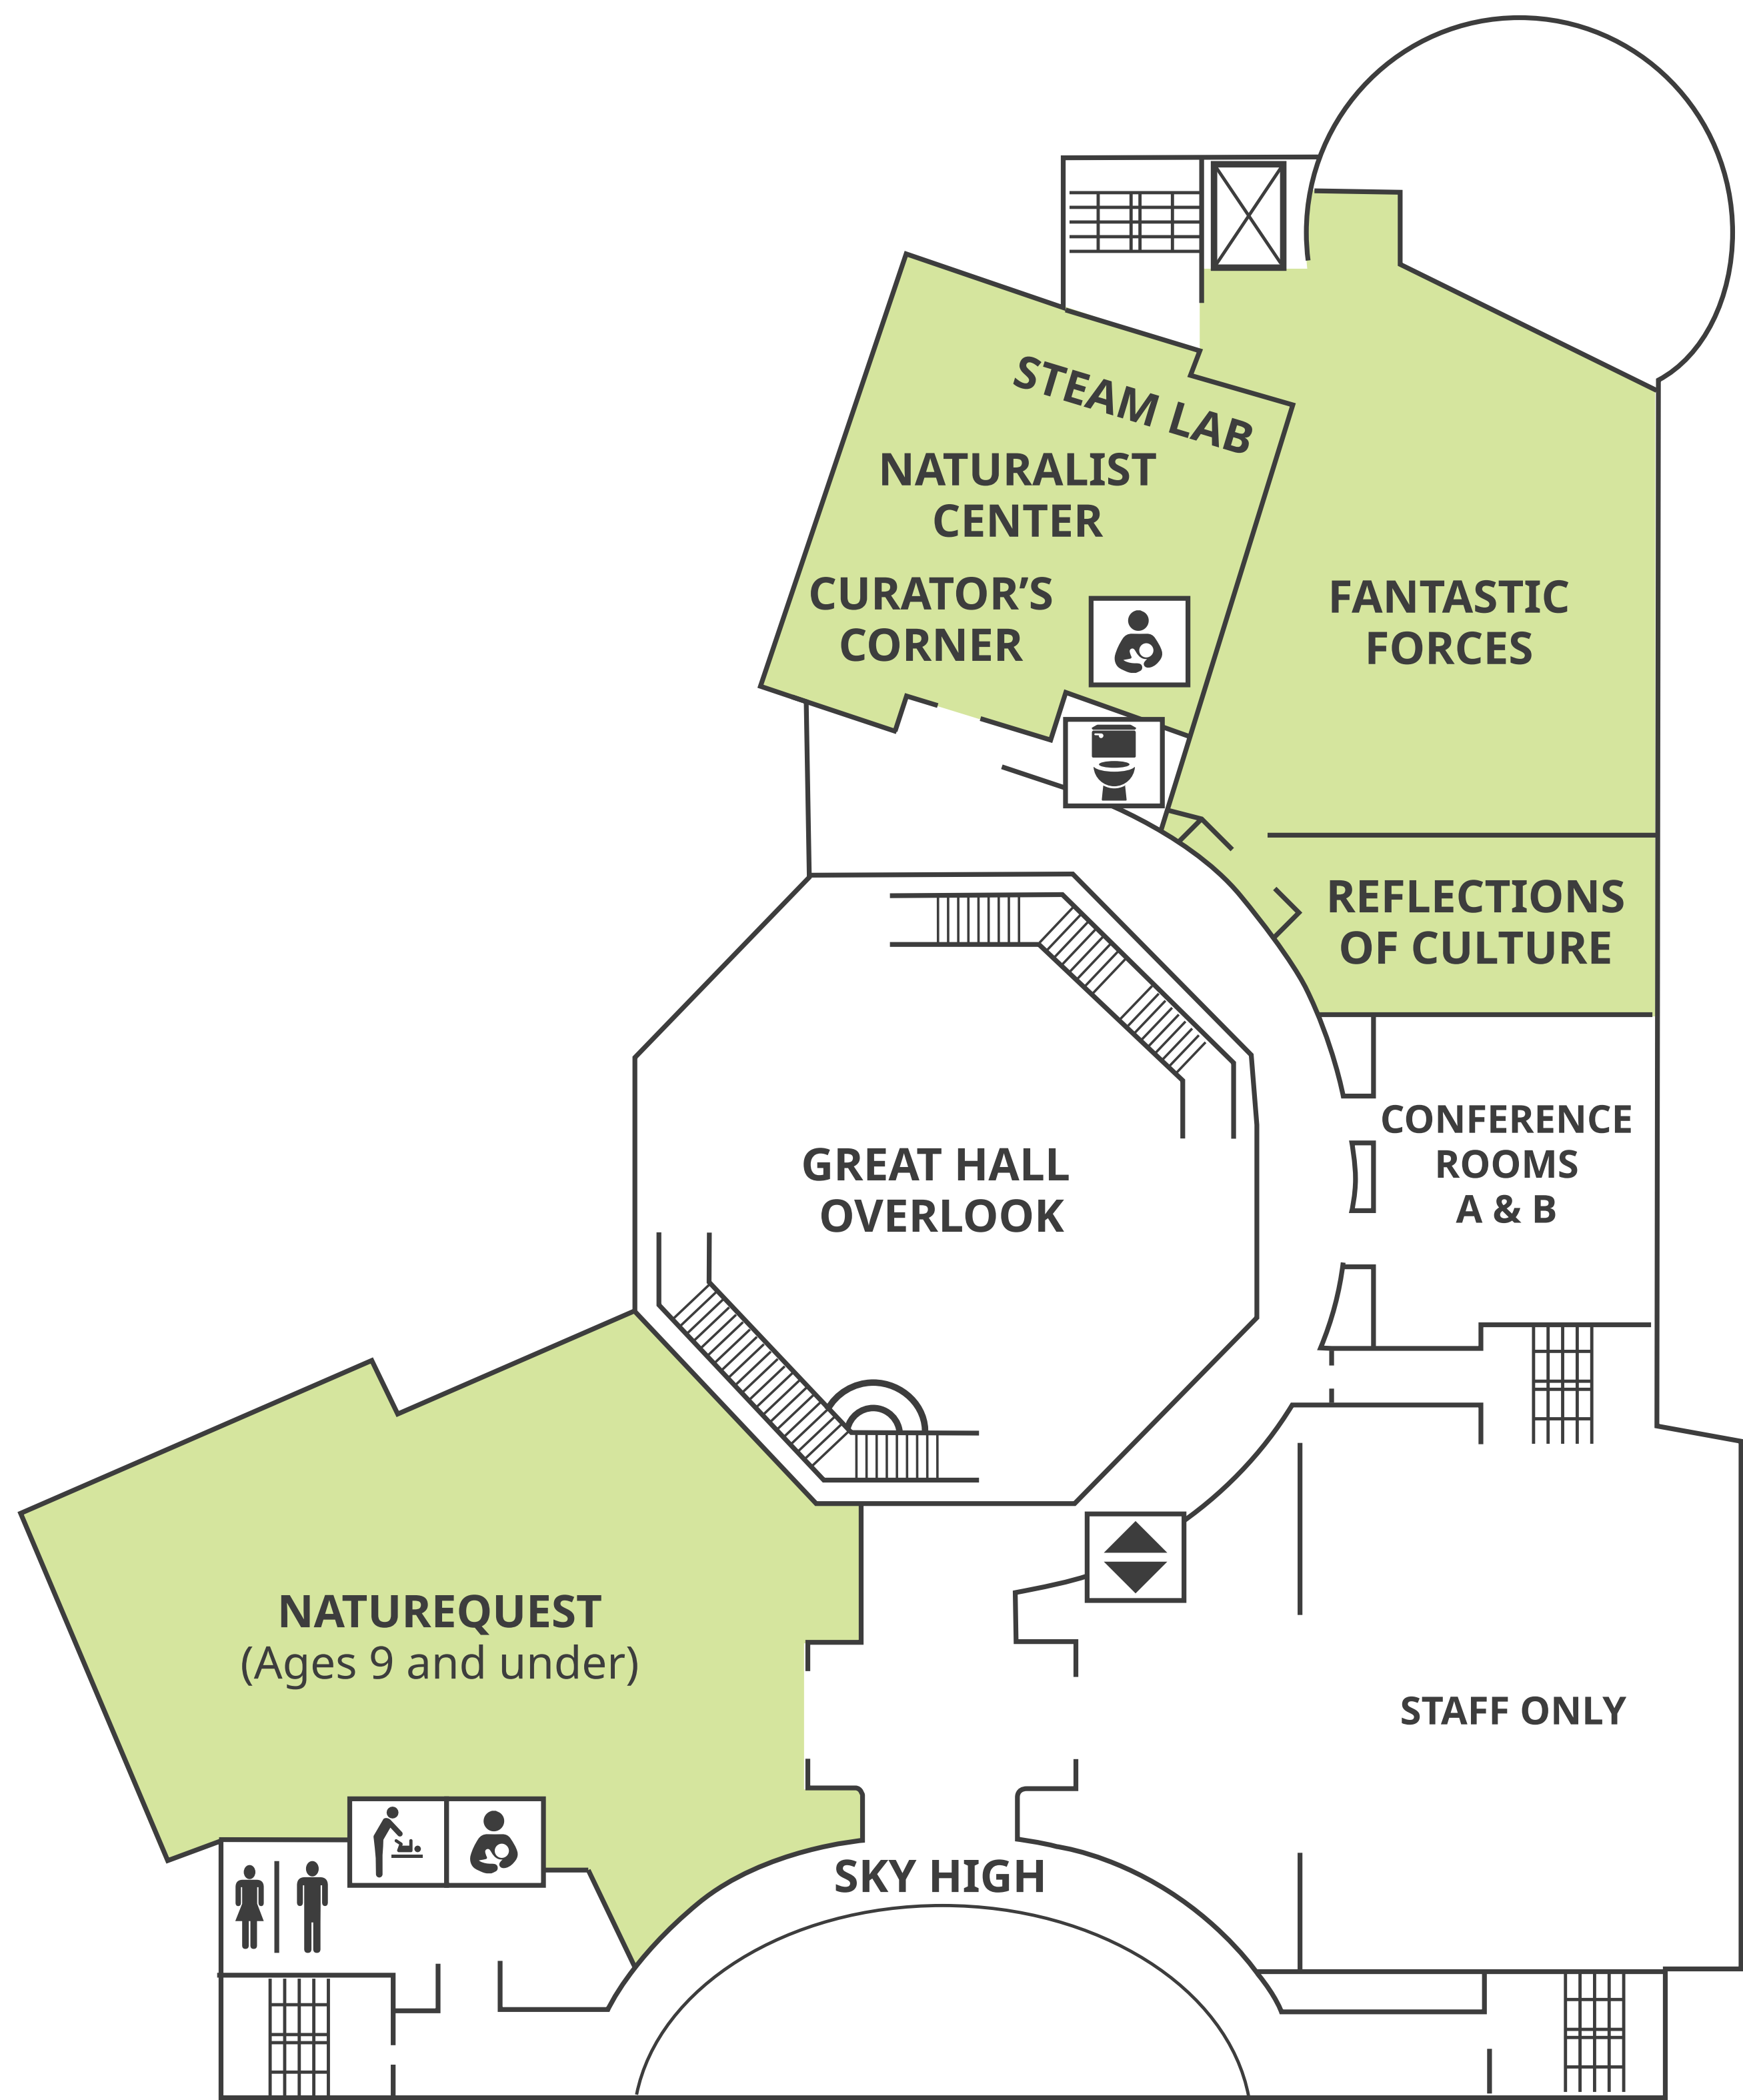 STEAM LAB
NATURALIST
CENTER
CURATOR’S
CORNER
FANTASTIC
FORCES
REFLECTIONS
OF CULTURE
CONFERENCE
ROOMS
A & B
GREAT HALL
OVERLOOK
NATUREQUEST
(Ages 9 and under)
STAFF ONLY
SKY HIGH